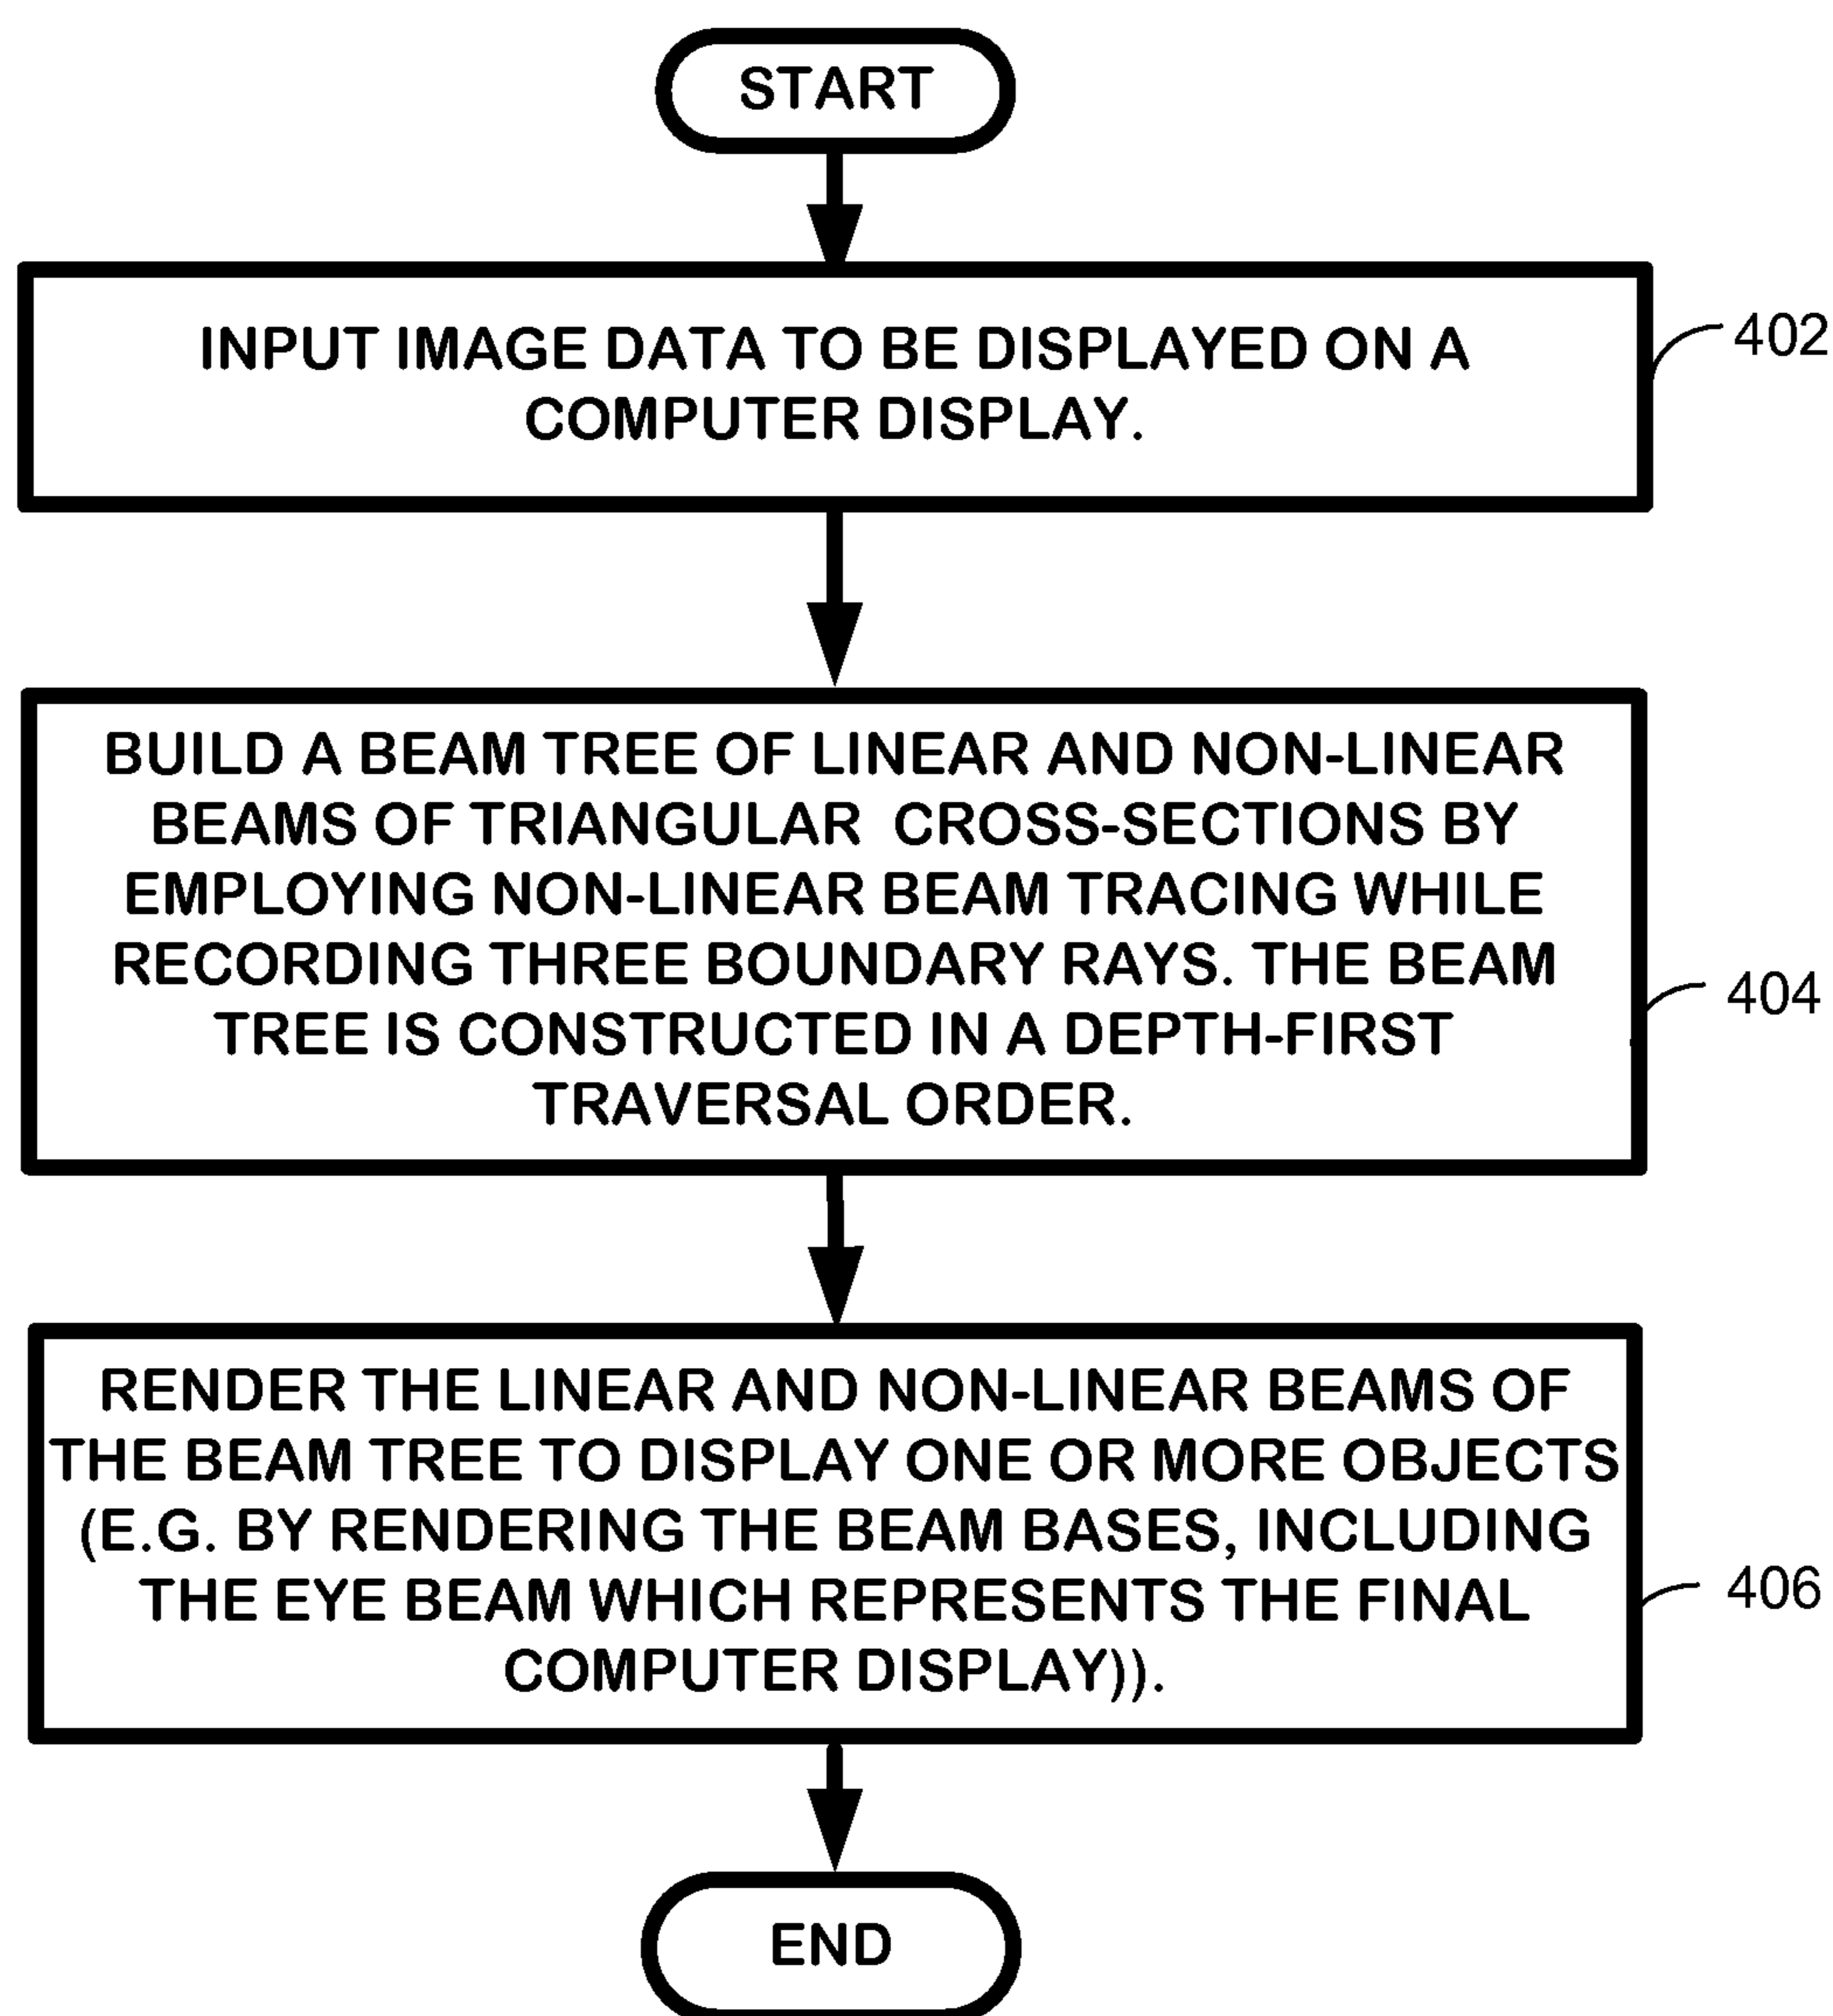 START
INPUT IMAGE DATA TO BE DISPLAYED ON A
COMPUTER DISPLAY.
402
BUILD A BEAM TREE OF LINEAR AND NON-LINEAR
BEAMS OF TRIANGULAR CROSS-SECTIONS BY
EMPLOYING NON-LINEAR BEAM TRACING WHILE
RECORDING THREE BOUNDARY RAYS. THE BEAM
TREE IS CONSTRUCTED IN A DEPTH-FIRST
TRAVERSAL ORDER.
404
RENDER THE LINEAR AND NON-LINEAR BEAMS OF
THE BEAM TREE TO DISPLAY ONE OR MORE OBJECTS
(E.G. BY RENDERING THE BEAM BASES, INCLUDING
THE EYE BEAM WHICH REPRESENTS THE FINAL
COMPUTER DISPLAY)).
406
END